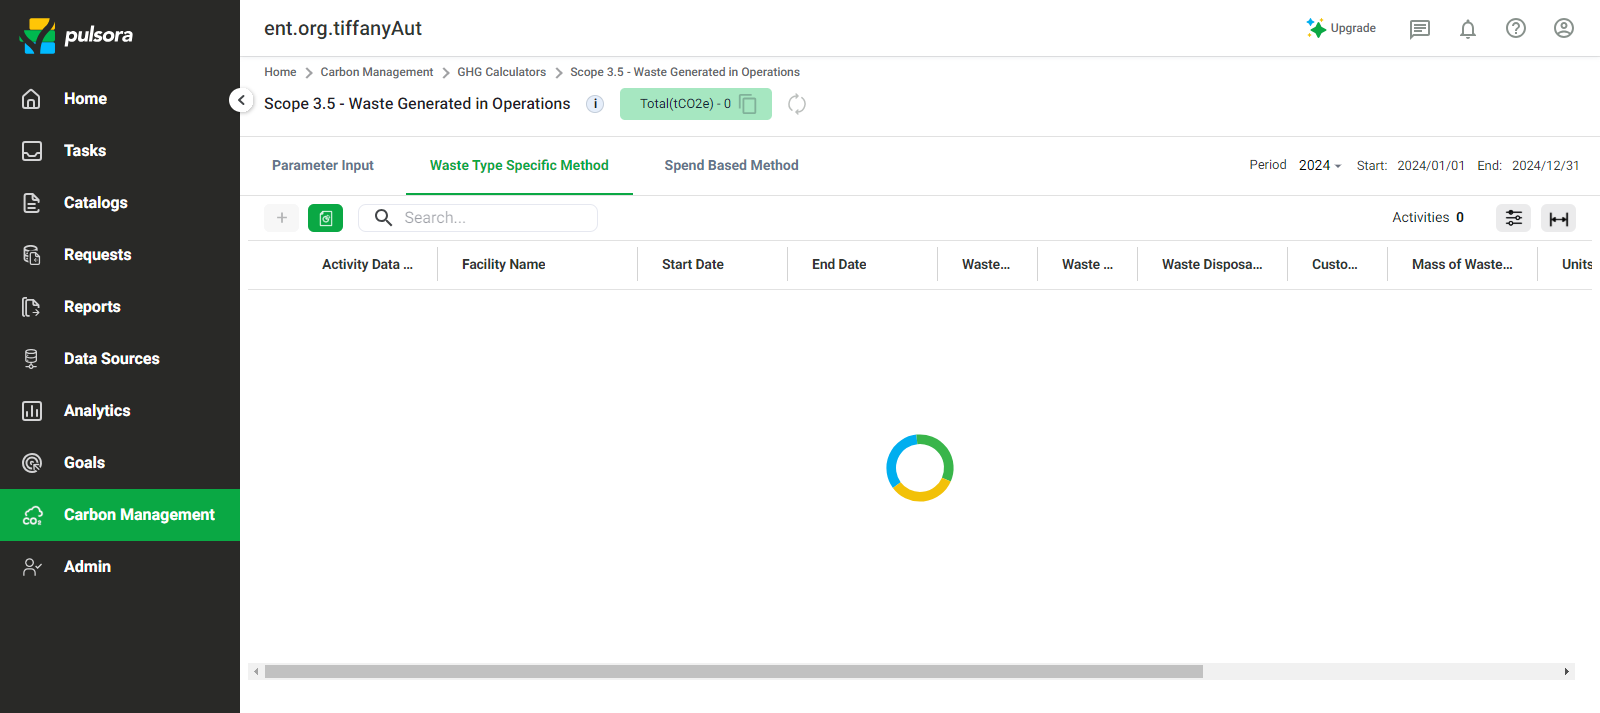 pulsora
ent.org.tiffanyAut
Upgrade
Home
Tasks
Catalogs
Requests
Reports
Data Sources
Analytics
Goals
Carbon Management
CO₂
Admin
Home > Carbon Management > GHG Calculators > Scope 3.5 - Waste Generated in Operations
Scope 3.5 - Waste Generated in Operations i Total(tCO2e) - 0
Parameter Input Waste Type Specific Method Spend Based Method Period 2024 Start: 2024/01/01 End: 2024/12/31
+ Search... Activities 0
Activity Data ... Facility Name Start Date End Date Waste... Waste ... Waste Disposa... Custo... Mass of Waste... Units